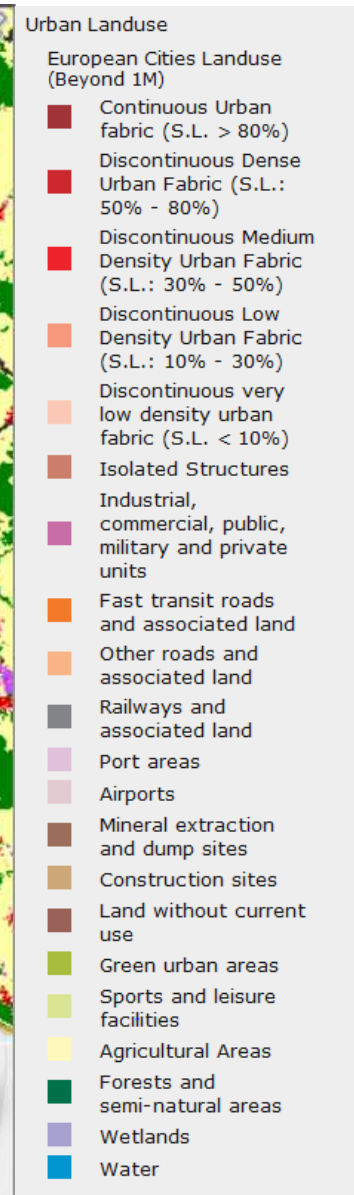 Urban Landuse
European Cities Landuse
(Beyond 1M)
Continuous Urban
fabric (S.L. > 80%)
Discontinuous Dense
Urban Fabric (S.L.:
50% - 80%)
Discontinuous Medium
Density Urban Fabric
(S.L.: 30% - 50%)
Discontinuous Low
Density Urban Fabric
(S.L.: 10% - 30%)
Discontinuous very
low density urban
fabric (S.L. < 10%)
Isolated Structures
Industrial,
commercial, public,
military and private
units
Fast transit roads
and associated land
Other roads and
associated land
Railways and
associated land
Port areas
Airports
Mineral extraction
and dump sites
Construction sites
Land without current
use
Green urban areas
Sports and leisure
facilities
Agricultural Areas
Forests and
semi-natural areas
Wetlands
Water